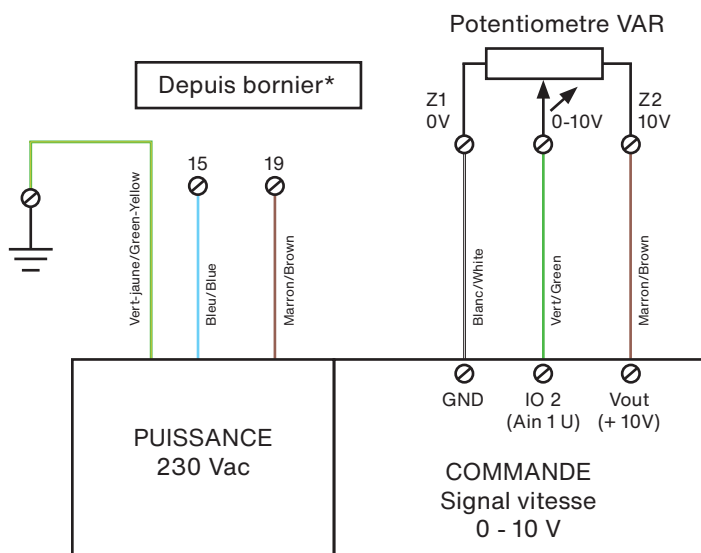 Potentiometre VAR
Depuis bornier*
Z1
0V
0-10V
Z2
10V
15
19
Vert-jaune/Green-Yellow
Bleu/Blue
Marron/Brown
Blanc/White
Vert/Green
Marron/Brown
GND
IO 2
(Ain 1 U)
Vout
(+ 10V)
PUISSANCE
230 Vac
COMMANDE
Signal vitesse
0 - 10 V